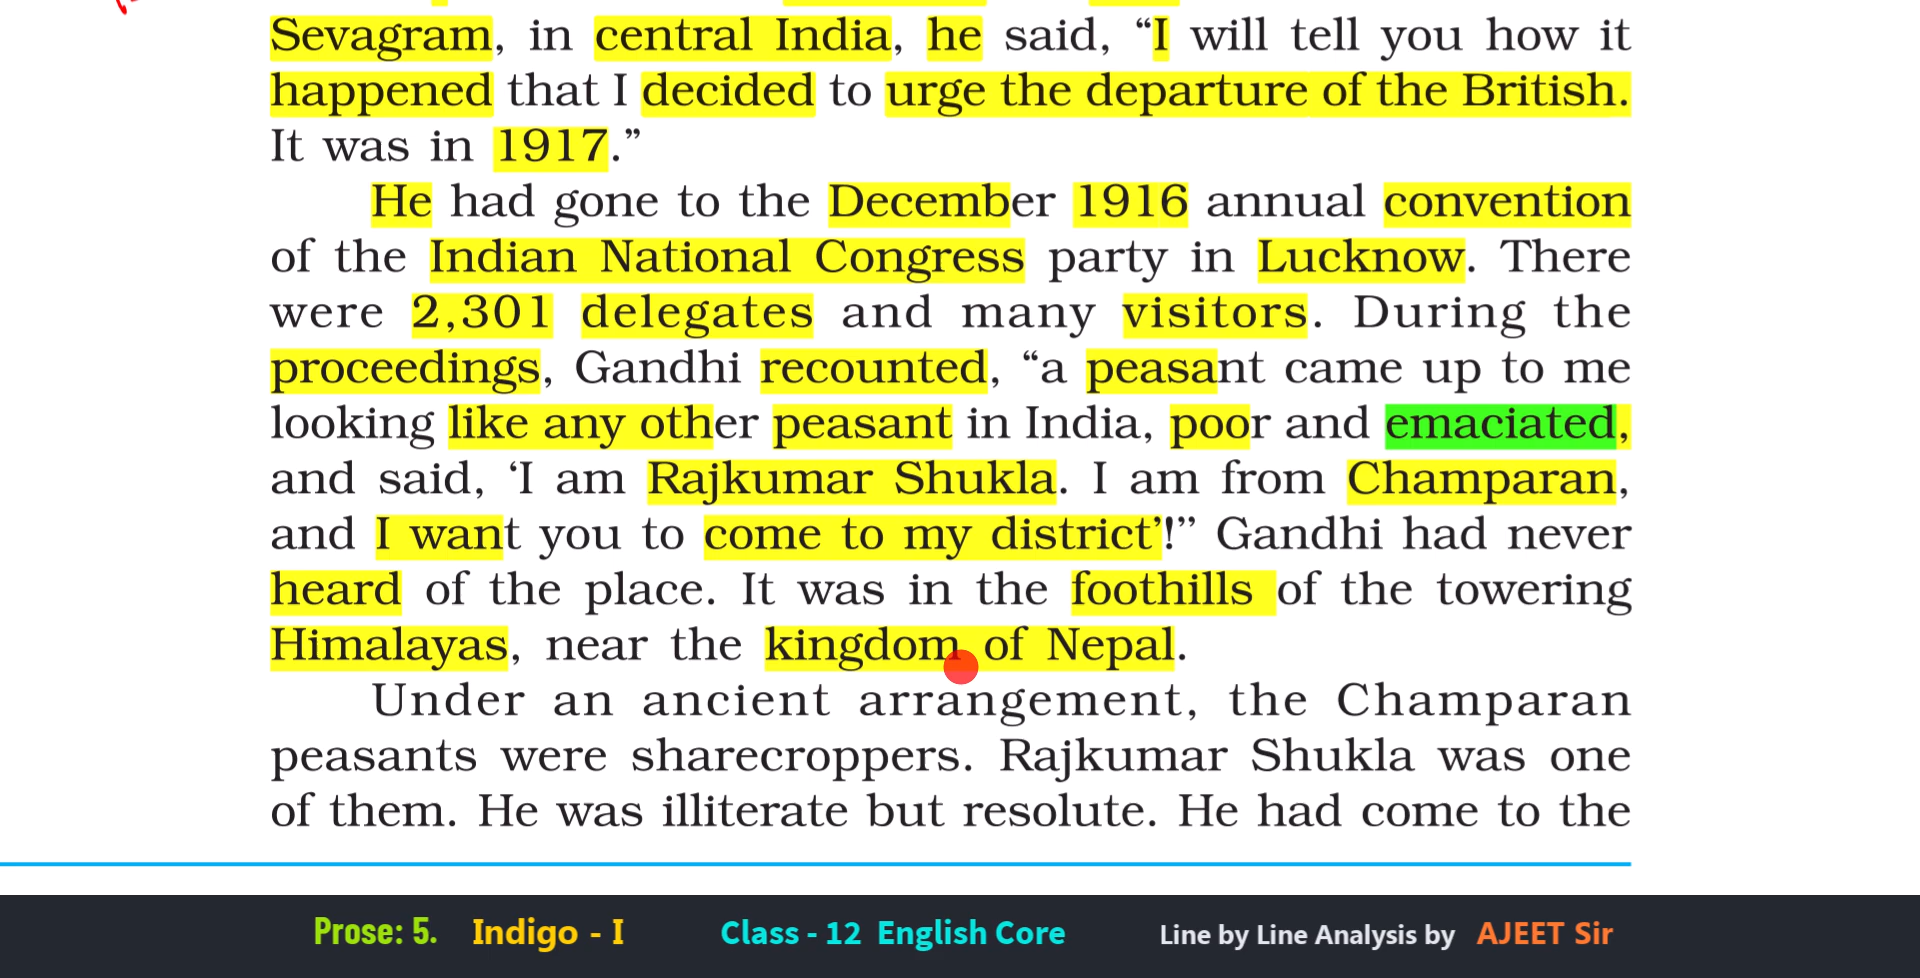 Sevagram, in central India, he said, “I will tell you how it
happened that I decided to urge the departure of the British.
It was in 1917.”
He had gone to the December 1916 annual convention
of the Indian National Congress party in Lucknow. There
were 2,301 delegates and many visitors. During the
proceedings, Gandhi recounted, “a peasant came up to me
looking like any other peasant in India, poor and emaciated,
and said, ‘I am Rajkumar Shukla. I am from Champaran,
and I want you to come to my district’!” Gandhi had never
heard of the place. It was in the foothills of the towering
Himalayas, near the kingdom of Nepal.
Under an ancient arrangement, the Champaran
peasants were sharecroppers. Rajkumar Shukla was one
of them. He was illiterate but resolute. He had come to the
Prose: 5. Indigo - I Class - 12 English Core Line by Line Analysis by AJEET Sir